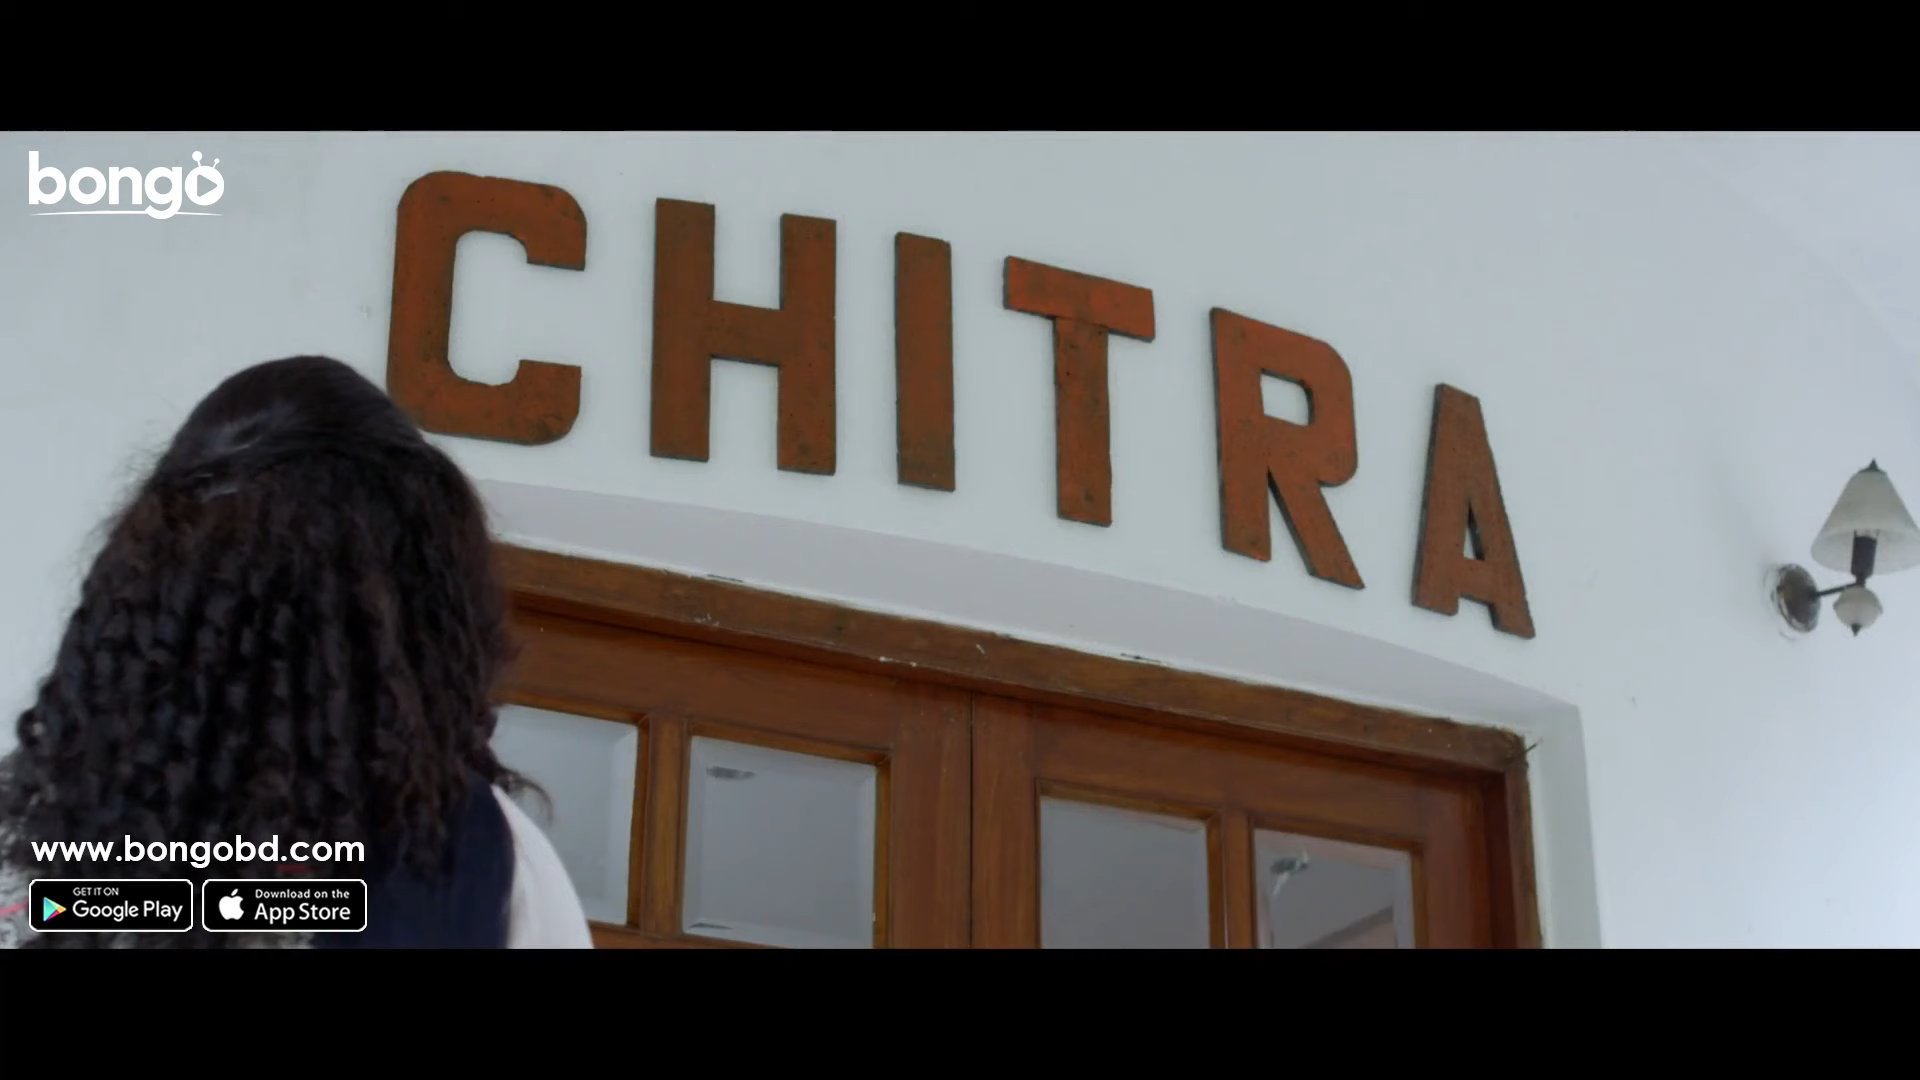 bongo
CHITRA
www.bongobd.com
GET IT ON
Google Play
Download on the
App Store